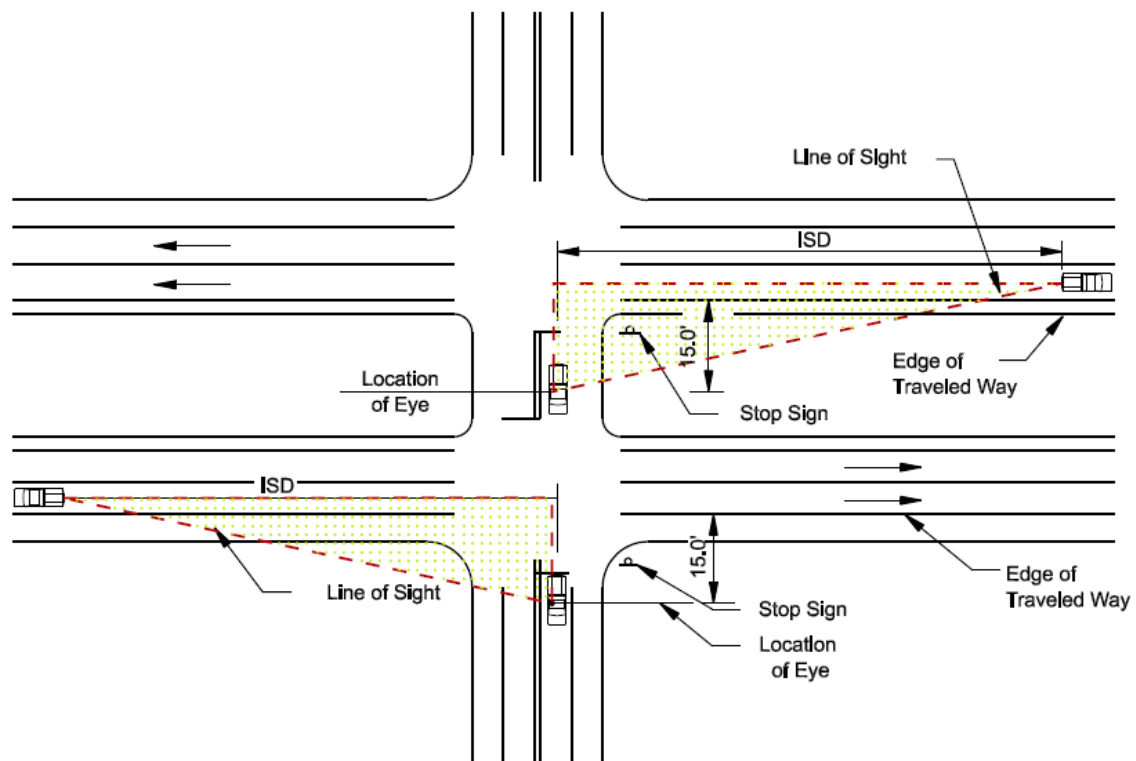 Line of Sight
ISD
15.0'
Edge of
Traveled Way
Location
of Eye
Stop Sign
ISD
15.0'
Line of Sight
Edge of
Traveled Way
Stop Sign
Location
of Eye